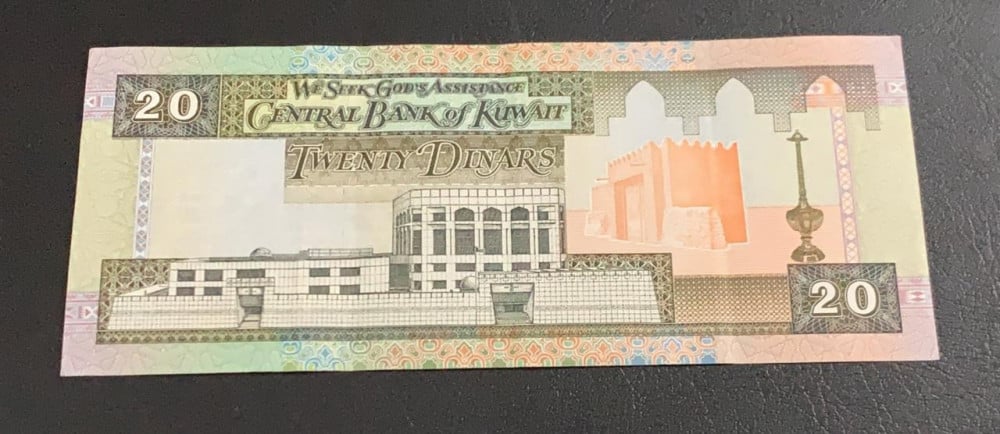 20
We Seek God's Assistance
Central Bank of Kuwait
Twenty Dinars
20